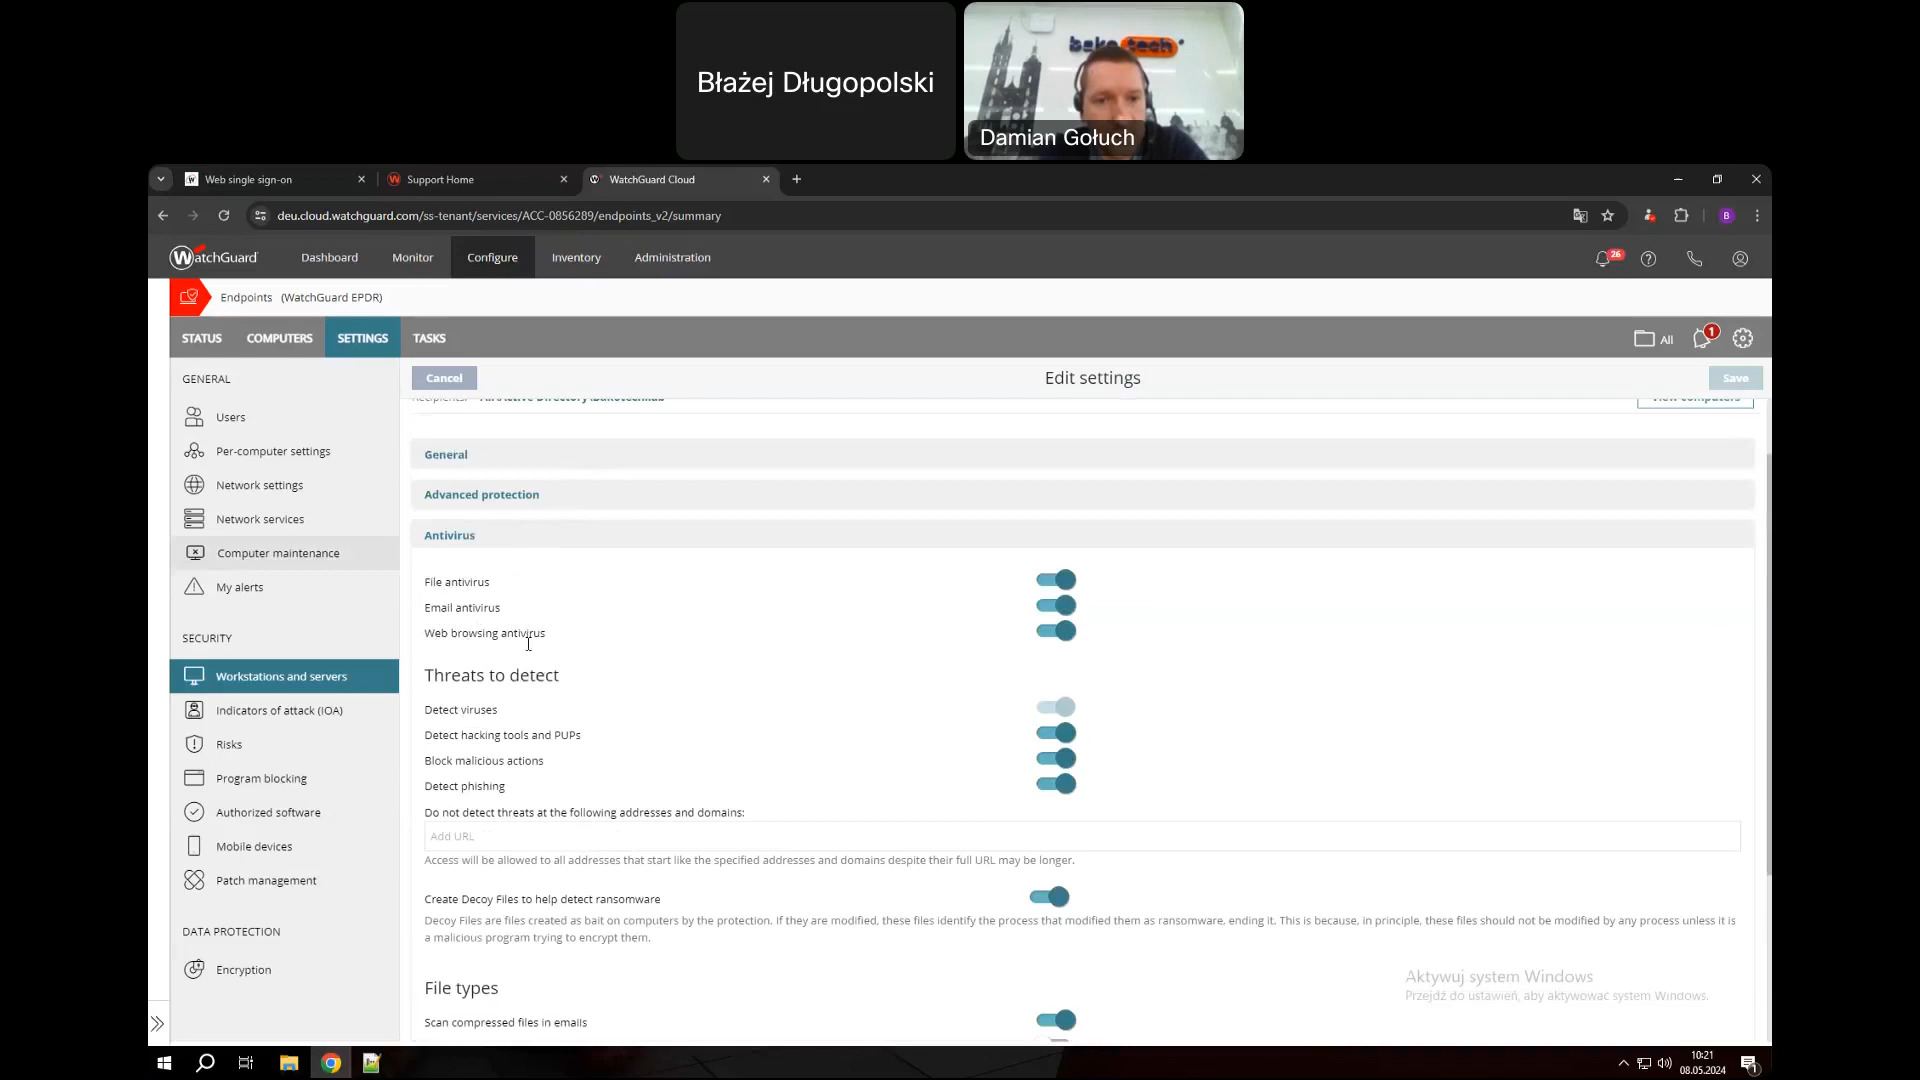 Błażej Długopolski
bakotech
Damian Gołuch
Web single sign-on
Support Home
WatchGuard Cloud
deu.cloud.watchguard.com/ss-tenant/services/ACC-0856289/endpoints_v2/summary
B
WatchGuard
Dashboard
Monitor
Configure
Inventory
Administration
26
Endpoints (WatchGuard EPDR)
STATUS
COMPUTERS
SETTINGS
TASKS
All
1
GENERAL
Users
Per-computer settings
Network settings
Network services
Computer maintenance
My alerts
SECURITY
Workstations and servers
Indicators of attack (IOA)
Risks
Program blocking
Authorized software
Mobile devices
Patch management
DATA PROTECTION
Encryption
Cancel
Edit settings
Save
View computers
General
Advanced protection
Antivirus
File antivirus
Email antivirus
Web browsing antivirus
Threats to detect
Detect viruses
Detect hacking tools and PUPs
Block malicious actions
Detect phishing
Do not detect threats at the following addresses and domains:
Add URL
Access will be allowed to all addresses that start like the specified addresses and domains despite their full URL may be longer.
Create Decoy Files to help detect ransomware
Decoy Files are files created as bait on computers by the protection. If they are modified, these files identify the process that modified them as ransomware, ending it. This is because, in principle, these files should not be modified by any process unless it is
a malicious program trying to encrypt them.
File types
Scan compressed files in emails
Aktywuj system Windows
Przejdź do ustawień, aby aktywować system Windows.
10:21
08.05.2024
1